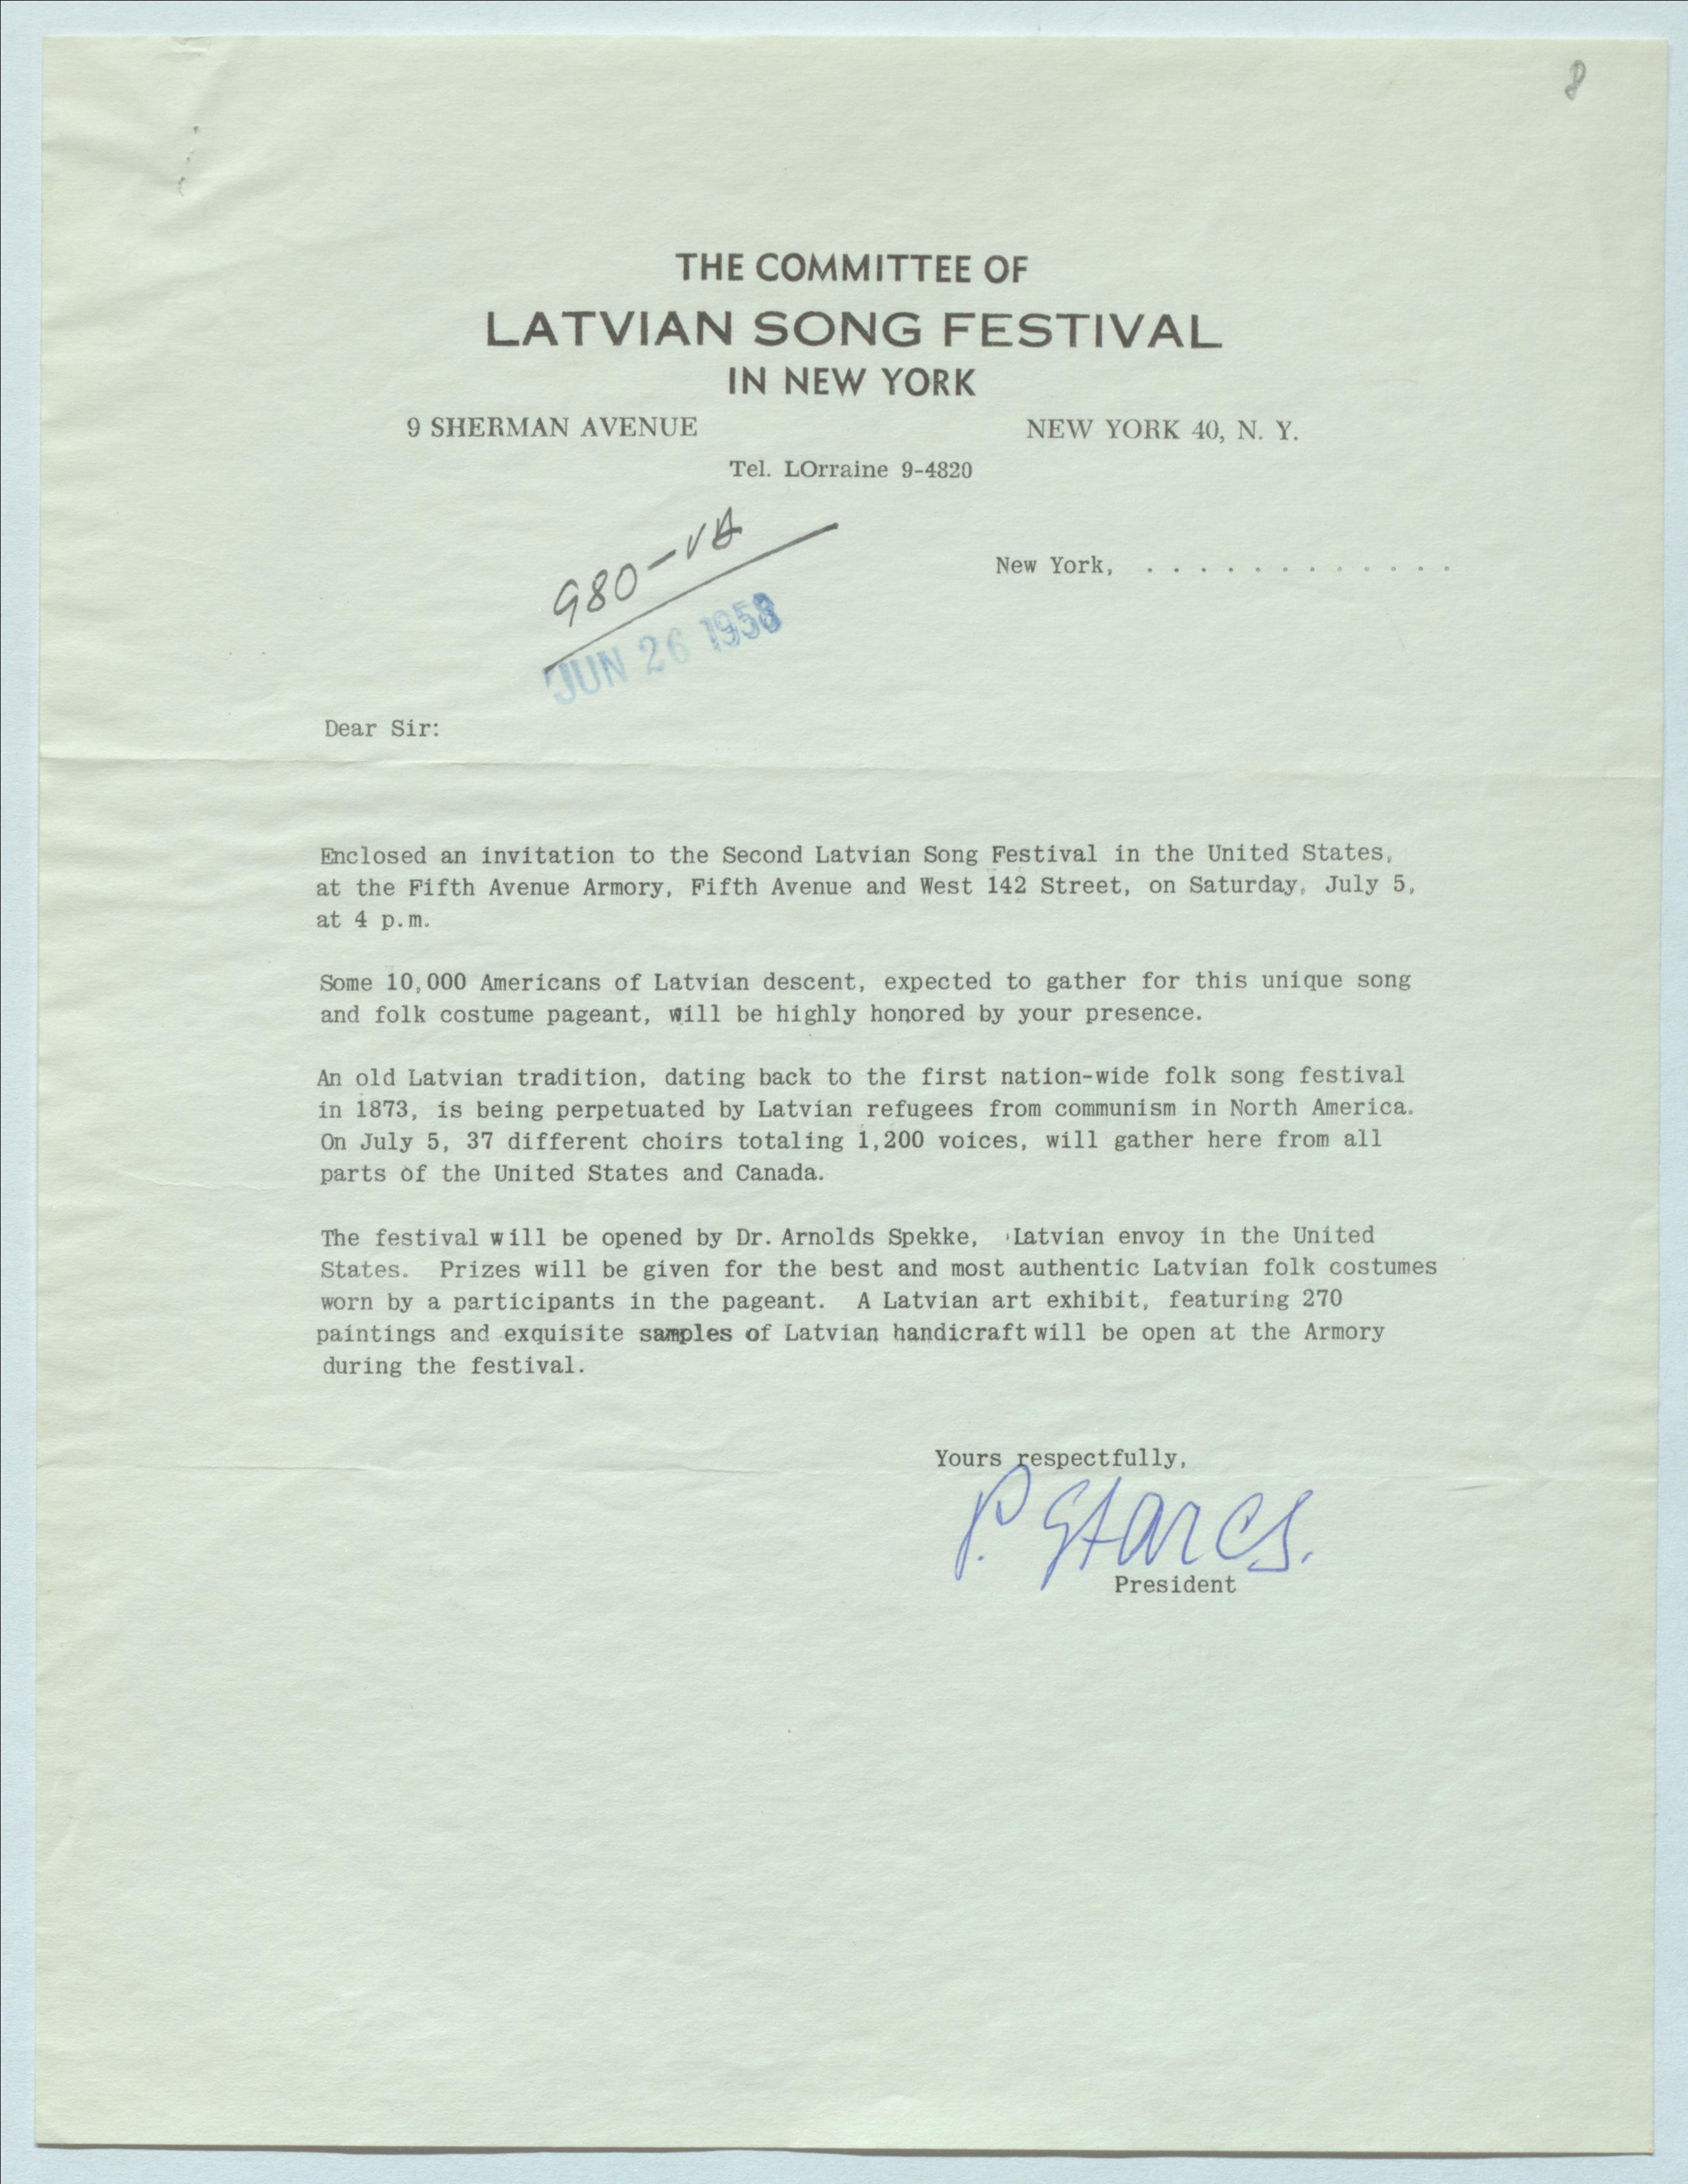 8
THE COMMITTEE OF
LATVIAN SONG FESTIVAL
IN NEW YORK
9 SHERMAN AVENUE NEW YORK 40, N. Y.
Tel. LOrraine 9-4820
980-VA
New York, . . . . . . . . . . . .
JUN 26 1958
Dear Sir:
Enclosed an invitation to the Second Latvian Song Festival in the United States,
at the Fifth Avenue Armory, Fifth Avenue and West 142 Street, on Saturday, July 5,
at 4 p.m.
Some 10,000 Americans of Latvian descent, expected to gather for this unique song
and folk costume pageant, will be highly honored by your presence.
An old Latvian tradition, dating back to the first nation-wide folk song festival
in 1873, is being perpetuated by Latvian refugees from communism in North America.
On July 5, 37 different choirs totaling 1,200 voices, will gather here from all
parts of the United States and Canada.
The festival will be opened by Dr. Arnolds Spekke, Latvian envoy in the United
States. Prizes will be given for the best and most authentic Latvian folk costumes
worn by a participants in the pageant. A Latvian art exhibit, featuring 270
paintings and exquisite samples of Latvian handicraft will be open at the Armory
during the festival.
Yours respectfully,
P. Starcs.
President